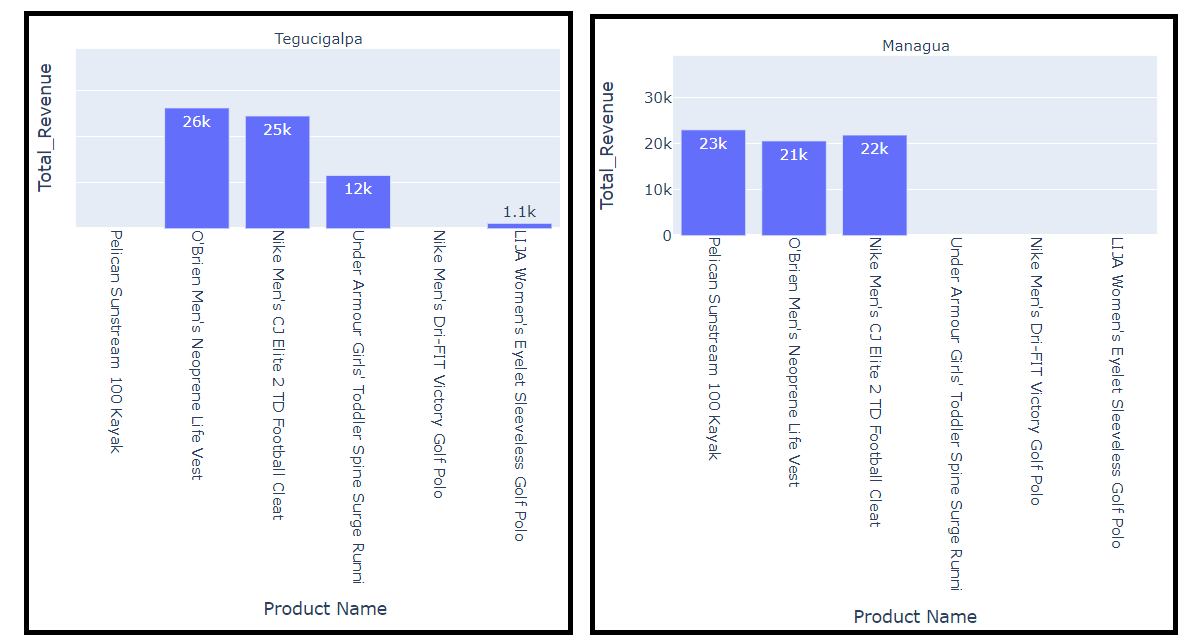 Tegucigalpa
Total_Revenue
26k
25k
12k
1.1k
Pelican Sunstream 100 Kayak
O'Brien Men's Neoprene Life Vest
Nike Men's CJ Elite 2 TD Football Cleat
Under Armour Girls' Toddler Spine Surge Runni
Nike Men's Dri-FIT Victory Golf Polo
LIJA Women's Eyelet Sleeveless Golf Polo
Product Name
Managua
Total_Revenue
30k
20k
10k
0
23k
21k
22k
Pelican Sunstream 100 Kayak
O'Brien Men's Neoprene Life Vest
Nike Men's CJ Elite 2 TD Football Cleat
Under Armour Girls' Toddler Spine Surge Runni
Nike Men's Dri-FIT Victory Golf Polo
LIJA Women's Eyelet Sleeveless Golf Polo
Product Name